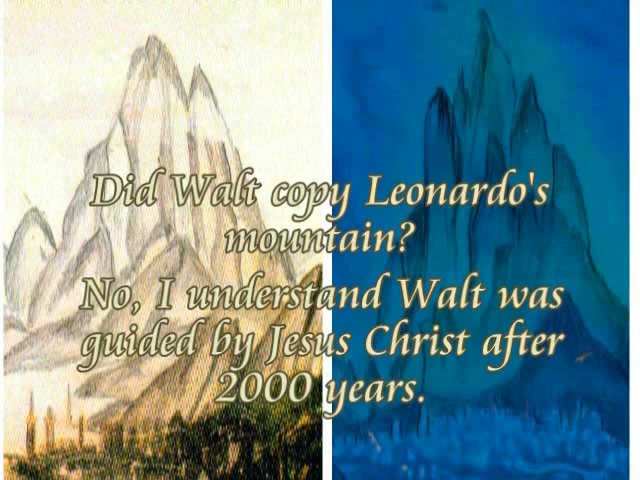 Did Walt copy Leonardo's
mountain?
No, I understand Walt was
guided by Jesus Christ after
2000 years.